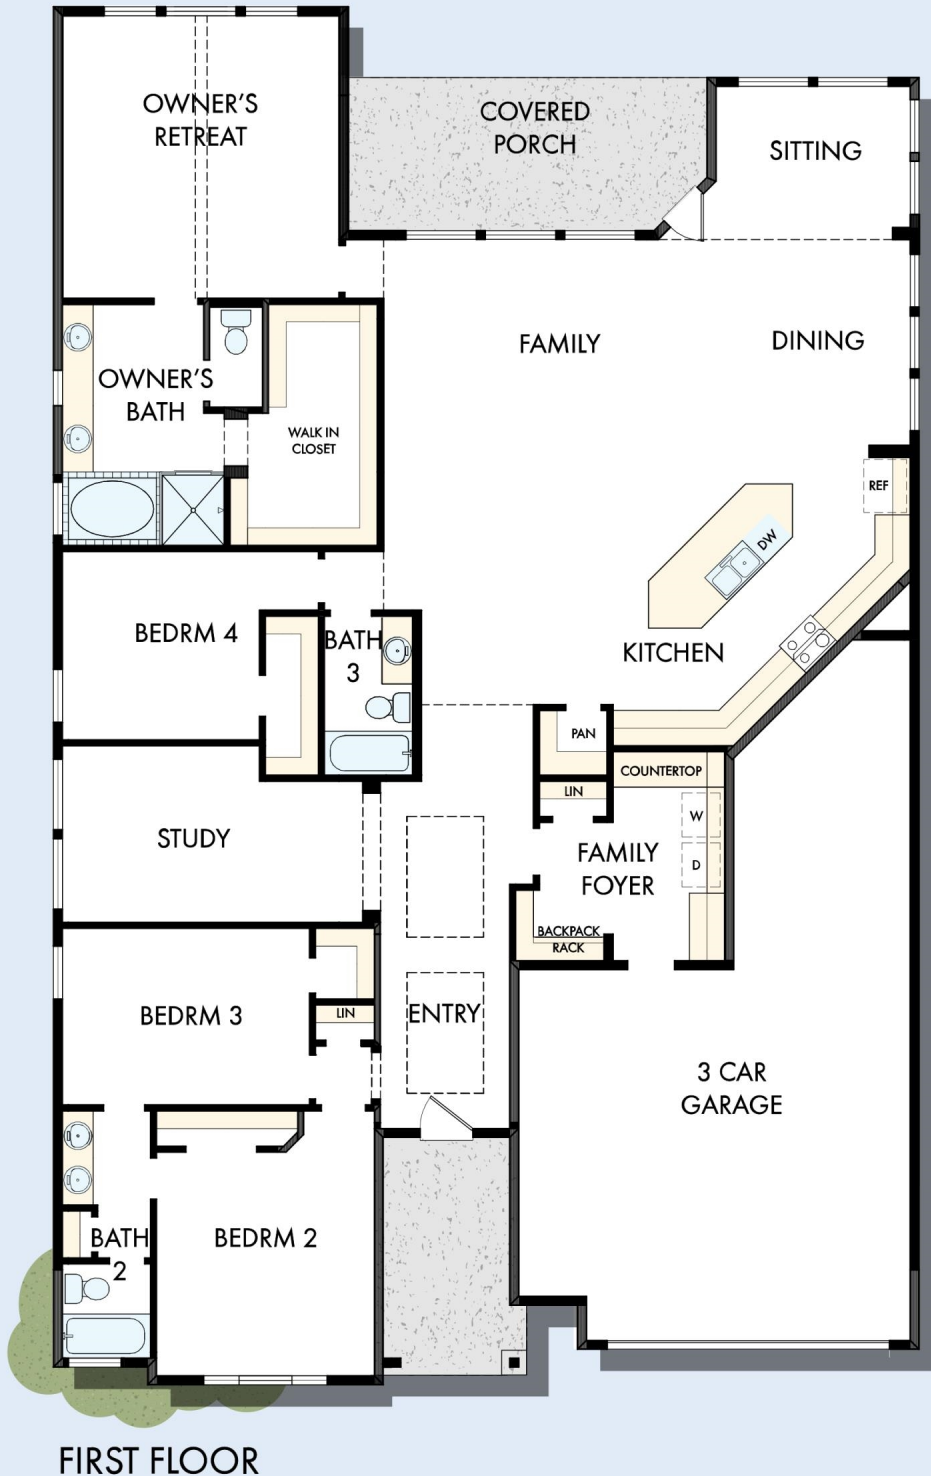 OWNER'S
RETREAT
COVERED
PORCH
SITTING
FAMILY
DINING
OWNER'S
BATH
WALK IN
CLOSET
REF
DW
BEDRM 4
BATH
3
KITCHEN
PAN
COUNTERTOP
LIN
W
STUDY
FAMILY
FOYER
D
BACKPACK
RACK
BEDRM 3
LIN
ENTRY
3 CAR
GARAGE
BATH
2
BEDRM 2
FIRST FLOOR